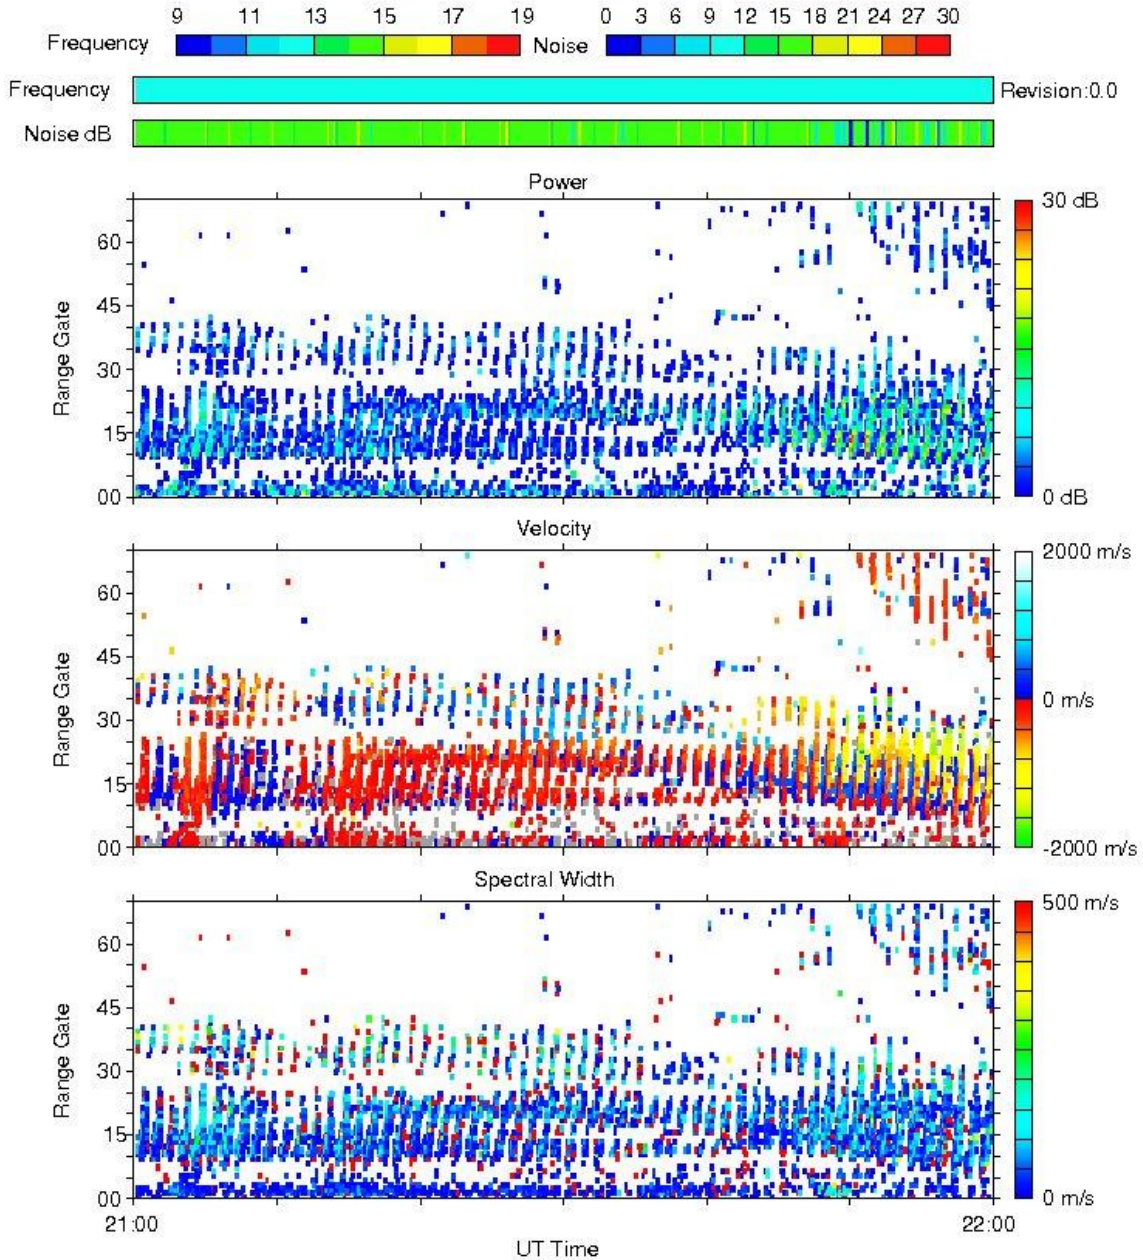 9 11 13 15 17 19 0 3 6 9 12 15 18 21 24 27 30
Frequency Noise
Frequency Revision:0.0
Noise dB
Power
30 dB
60
45
Range Gate
30
15
00
0 dB
Velocity
2000 m/s
60
45
0 m/s
Range Gate
30
15
00
-2000 m/s
Spectral Width
500 m/s
60
45
Range Gate
30
15
00
0 m/s
21:00 22:00
UT Time